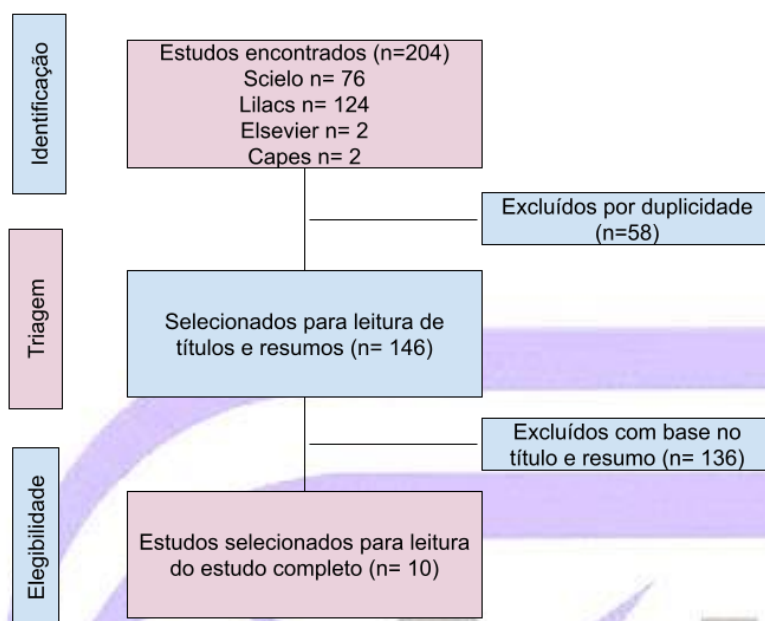 Identificação
Estudos encontrados (n=204)
Scielo n= 76
Lilacs n= 124
Elsevier n= 2
Capes n= 2
Excluídos por duplicidade
(n=58)
Triagem
Selecionados para leitura de
títulos e resumos (n= 146)
Excluídos com base no
título e resumo (n= 136)
Elegibilidade
Estudos selecionados para leitura
do estudo completo (n= 10)